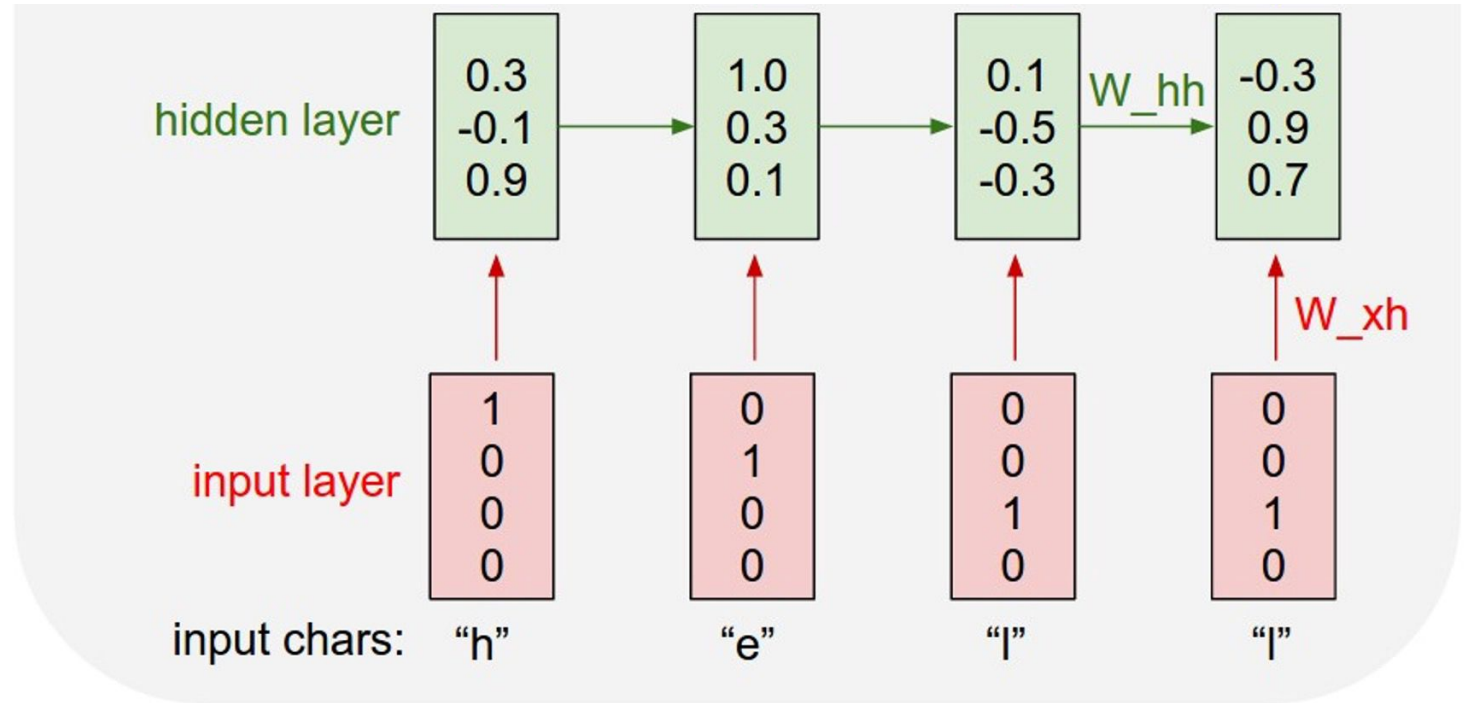 0.3 1.0 0.1 -0.3
W_hh
hidden layer -0.1 0.3 -0.5 0.9
0.9 0.1 -0.3 0.7
W_xh
1 0 0 0
0 1 0 0
input layer
0 0 1 1
0 0 0 0
input chars: “h” “e” “l” “l”